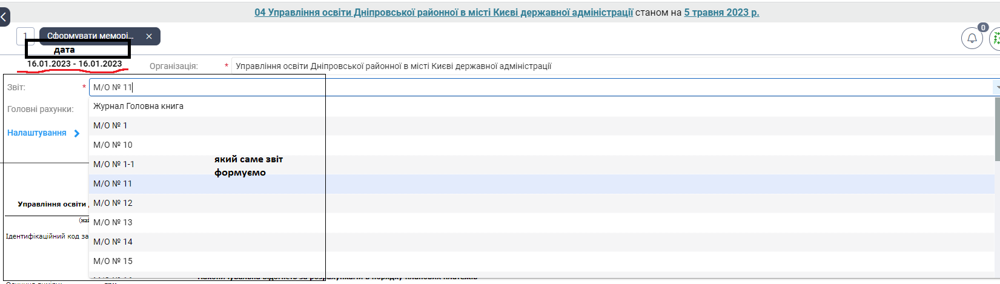 04 Управління освіти Дніпровської районної в місті Києві державної адміністрації станом на 5 травня 2023 р.
1 Сформувати меморі... × 0
дата
16.01.2023 - 16.01.2023 Організація: * Управління освіти Дніпровської районної в місті Києві державної адміністрації
Звіт: * М/О № 11
Головні рахунки: Журнал Головна книга
Налаштування М/О № 1
М/О № 10
який саме звіт
формуємо
М/О № 1-1
М/О № 11
Управління освіти М/О № 12
(най М/О № 13
Ідентифікаційний код за М/О № 14
М/О № 15